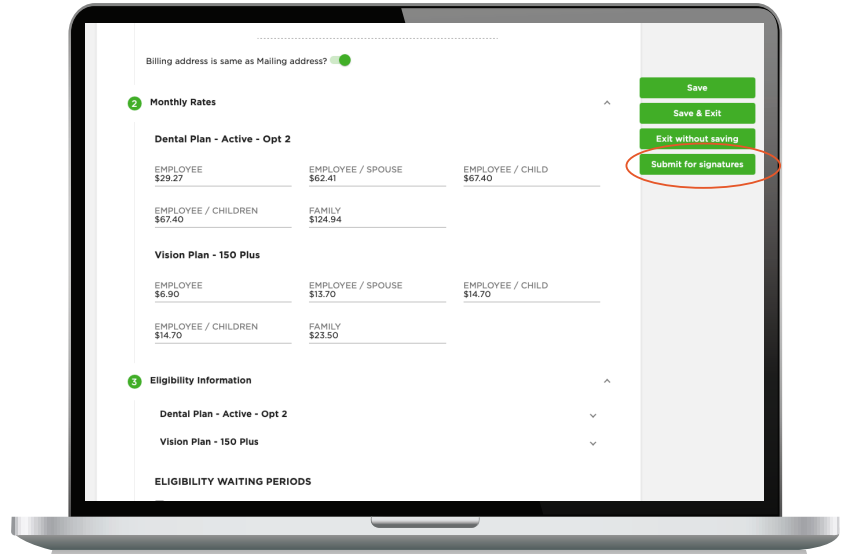 Billing address is same as Mailing address?
Save
2 Monthly Rates
Save & Exit
Dental Plan - Active - Opt 2
Exit without saving
Submit for signatures
EMPLOYEE EMPLOYEE / SPOUSE EMPLOYEE / CHILD
$29.27 $62.41 $67.40
EMPLOYEE / CHILDREN FAMILY
$67.40 $124.94
Vision Plan - 150 Plus
EMPLOYEE EMPLOYEE / SPOUSE EMPLOYEE / CHILD
$6.90 $13.70 $14.70
EMPLOYEE / CHILDREN FAMILY
$14.70 $23.50
3 Eligibility Information
Dental Plan - Active - Opt 2
Vision Plan - 150 Plus
ELIGIBILITY WAITING PERIODS